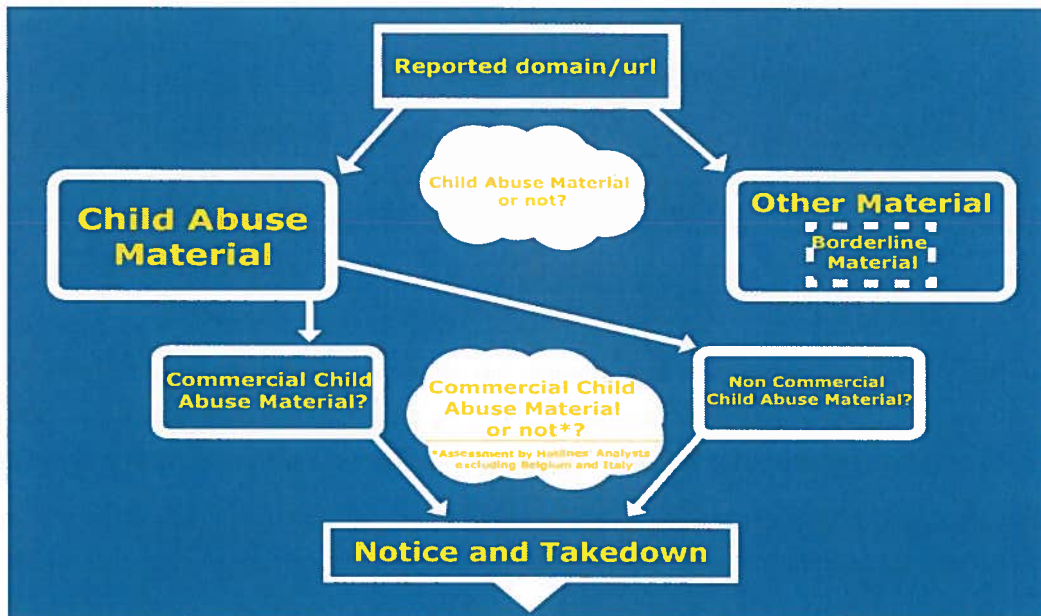 Reported domain/url
Child Abuse Material
or not?
Child Abuse
Material
Other Material
Borderline
Material
Commercial Child
Abuse Material?
Commercial Child
Abuse Material
or not*?
*Assessment by Hotlines' Analysts
excluding Belgium and Italy
Non Commercial
Child Abuse Material?
Notice and Takedown